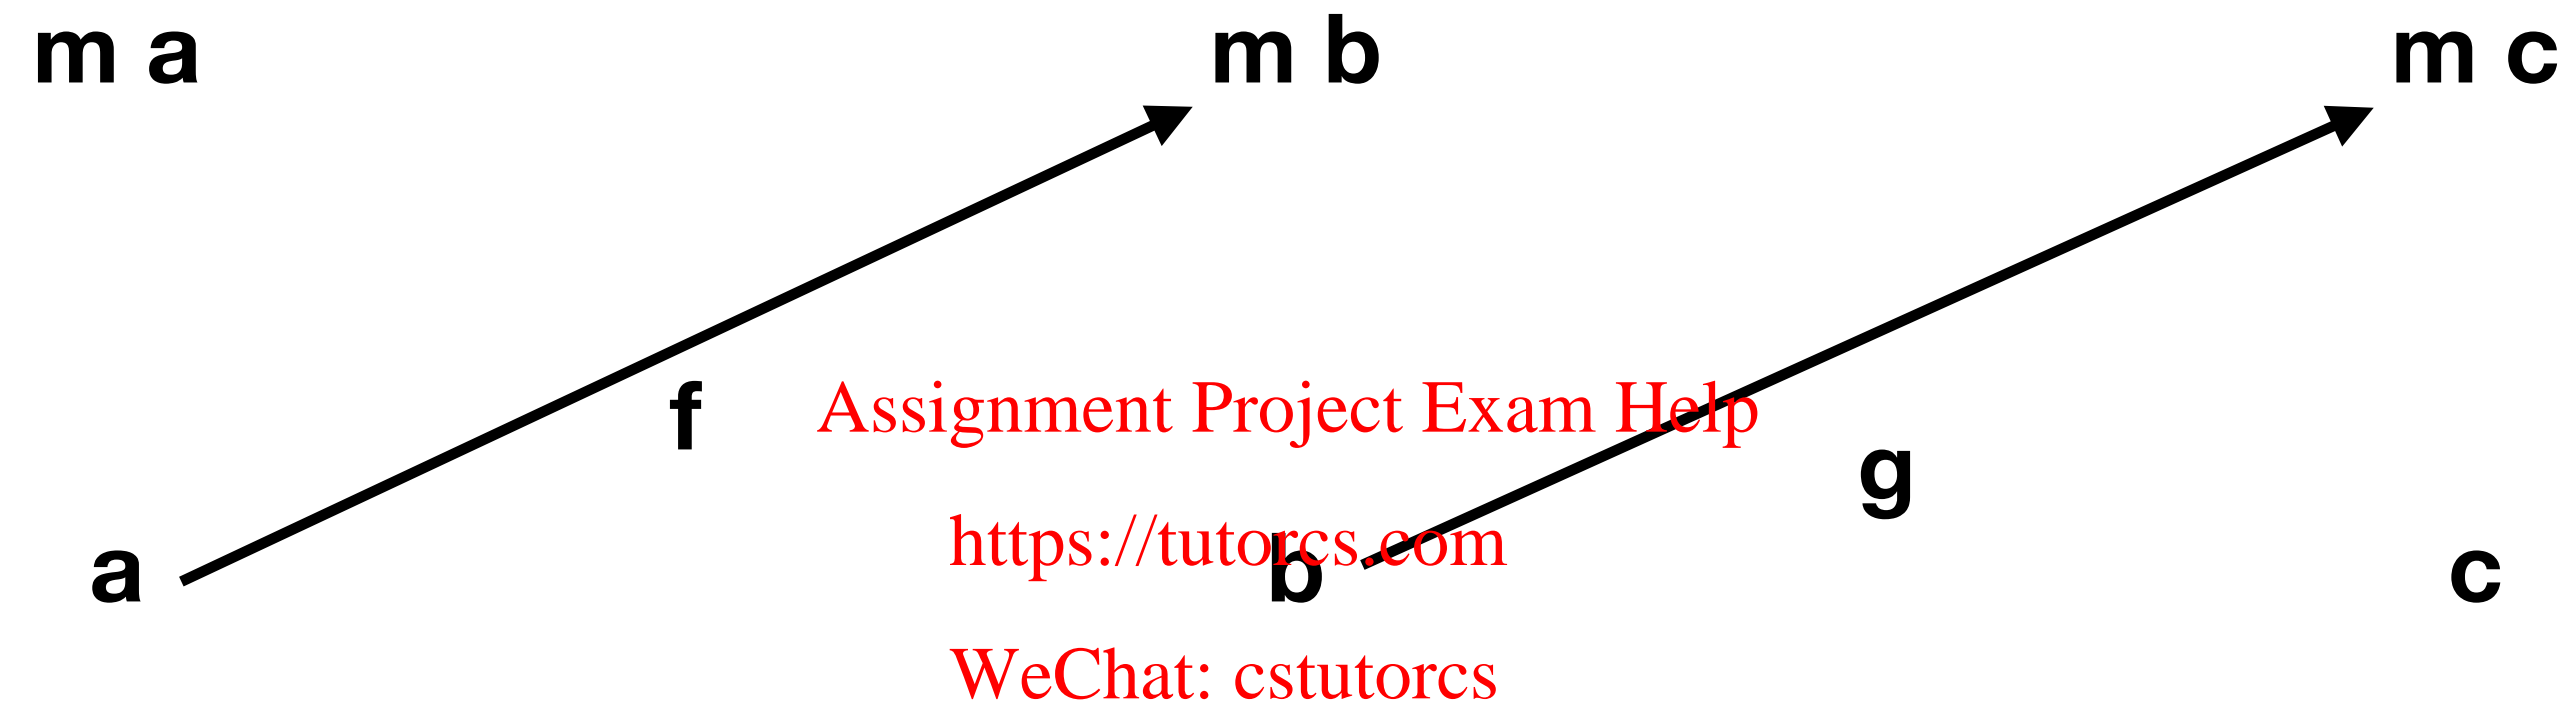 m a m b m c
f Assignment Project Exam Help
g
https://tutorcs.com
a b c
WeChat: cstutorcs